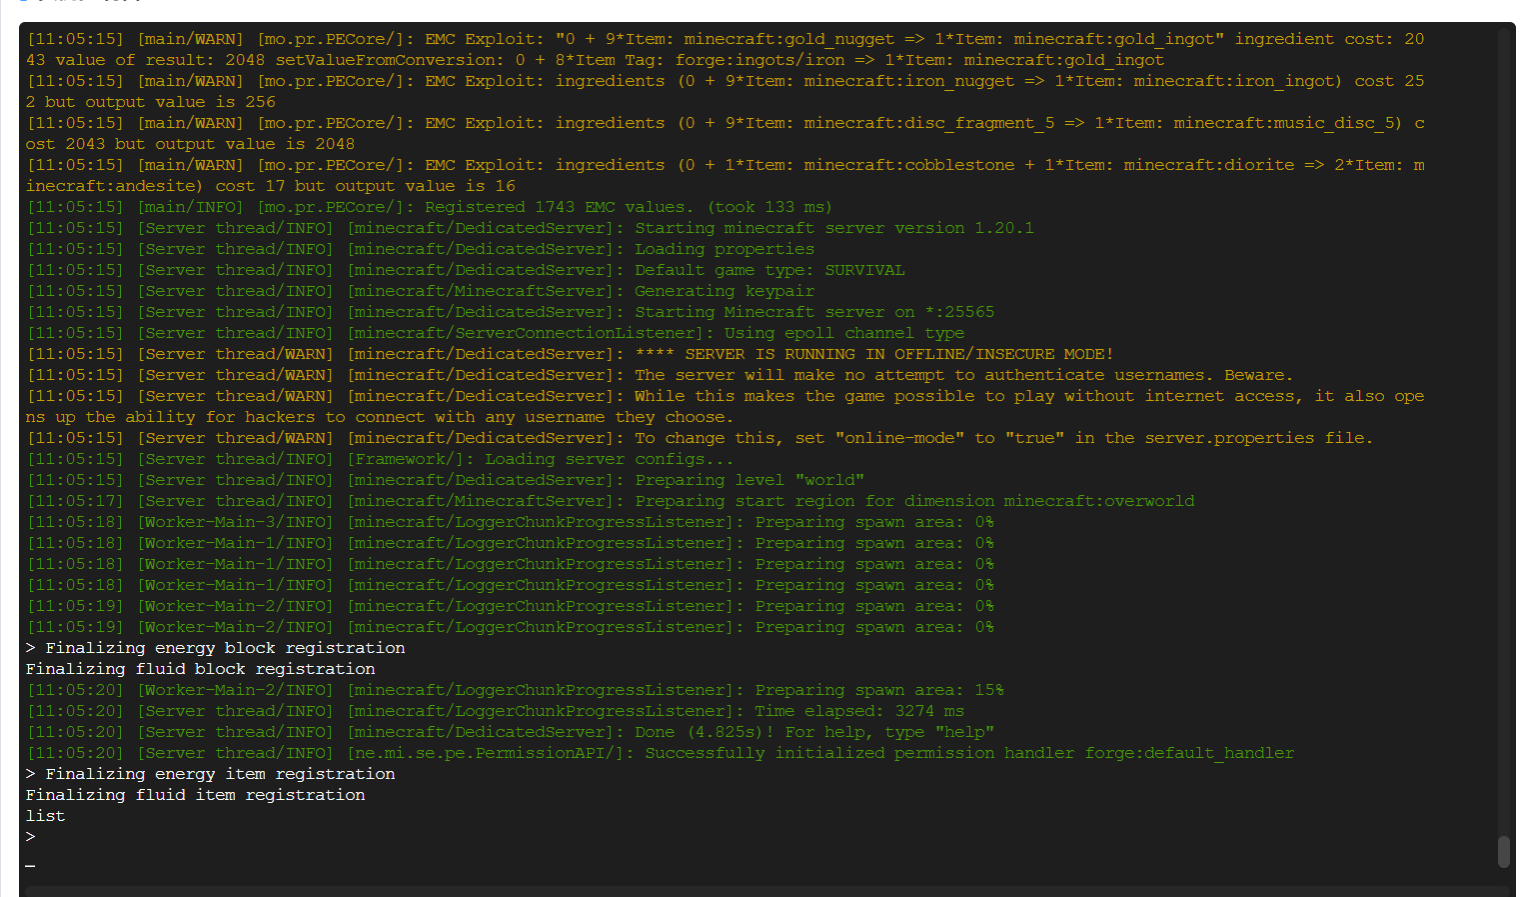 [11:05:15] [main/WARN] [mo.pr.PECore/]: EMC Exploit: "0 + 9*Item: minecraft:gold_nugget => 1*Item: minecraft:gold_ingot" ingredient cost: 20
43 value of result: 2048 setValueFromConversion: 0 + 8*Item Tag: forge:ingots/iron => 1*Item: minecraft:gold_ingot
[11:05:15] [main/WARN] [mo.pr.PECore/]: EMC Exploit: ingredients (0 + 9*Item: minecraft:iron_nugget => 1*Item: minecraft:iron_ingot) cost 25
2 but output value is 256
[11:05:15] [main/WARN] [mo.pr.PECore/]: EMC Exploit: ingredients (0 + 9*Item: minecraft:disc_fragment_5 => 1*Item: minecraft:music_disc_5) c
ost 2043 but output value is 2048
[11:05:15] [main/WARN] [mo.pr.PECore/]: EMC Exploit: ingredients (0 + 1*Item: minecraft:cobblestone + 1*Item: minecraft:diorite => 2*Item: m
inecraft:andesite) cost 17 but output value is 16
[11:05:15] [main/INFO] [mo.pr.PECore/]: Registered 1743 EMC values. (took 133 ms)
[11:05:15] [Server thread/INFO] [minecraft/DedicatedServer]: Starting minecraft server version 1.20.1
[11:05:15] [Server thread/INFO] [minecraft/DedicatedServer]: Loading properties
[11:05:15] [Server thread/INFO] [minecraft/DedicatedServer]: Default game type: SURVIVAL
[11:05:15] [Server thread/INFO] [minecraft/MinecraftServer]: Generating keypair
[11:05:15] [Server thread/INFO] [minecraft/DedicatedServer]: Starting Minecraft server on *:25565
[11:05:15] [Server thread/INFO] [minecraft/ServerConnectionListener]: Using epoll channel type
[11:05:15] [Server thread/WARN] [minecraft/DedicatedServer]: **** SERVER IS RUNNING IN OFFLINE/INSECURE MODE!
[11:05:15] [Server thread/WARN] [minecraft/DedicatedServer]: The server will make no attempt to authenticate usernames. Beware.
[11:05:15] [Server thread/WARN] [minecraft/DedicatedServer]: While this makes the game possible to play without internet access, it also ope
ns up the ability for hackers to connect with any username they choose.
[11:05:15] [Server thread/WARN] [minecraft/DedicatedServer]: To change this, set "online-mode" to "true" in the server.properties file.
[11:05:15] [Server thread/INFO] [Framework/]: Loading server configs...
[11:05:15] [Server thread/INFO] [minecraft/DedicatedServer]: Preparing level "world"
[11:05:17] [Server thread/INFO] [minecraft/MinecraftServer]: Preparing start region for dimension minecraft:overworld
[11:05:18] [Worker-Main-3/INFO] [minecraft/LoggerChunkProgressListener]: Preparing spawn area: 0%
[11:05:18] [Worker-Main-1/INFO] [minecraft/LoggerChunkProgressListener]: Preparing spawn area: 0%
[11:05:18] [Worker-Main-1/INFO] [minecraft/LoggerChunkProgressListener]: Preparing spawn area: 0%
[11:05:18] [Worker-Main-1/INFO] [minecraft/LoggerChunkProgressListener]: Preparing spawn area: 0%
[11:05:19] [Worker-Main-2/INFO] [minecraft/LoggerChunkProgressListener]: Preparing spawn area: 0%
[11:05:19] [Worker-Main-2/INFO] [minecraft/LoggerChunkProgressListener]: Preparing spawn area: 0%
> Finalizing energy block registration
Finalizing fluid block registration
[11:05:20] [Worker-Main-2/INFO] [minecraft/LoggerChunkProgressListener]: Preparing spawn area: 15%
[11:05:20] [Server thread/INFO] [minecraft/LoggerChunkProgressListener]: Time elapsed: 3274 ms
[11:05:20] [Server thread/INFO] [minecraft/DedicatedServer]: Done (4.825s)! For help, type "help"
[11:05:20] [Server thread/INFO] [ne.mi.se.pe.PermissionAPI/]: Successfully initialized permission handler forge:default_handler
> Finalizing energy item registration
Finalizing fluid item registration
list
>
_